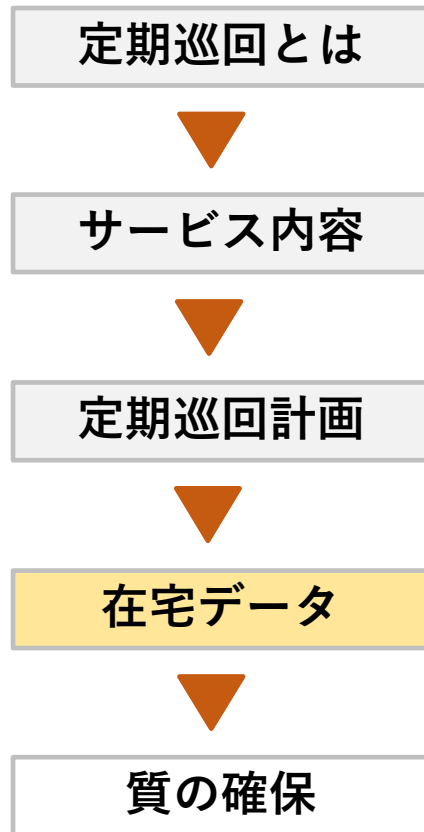 定期巡回とは
サービス内容
定期巡回計画
在宅データ
質の確保